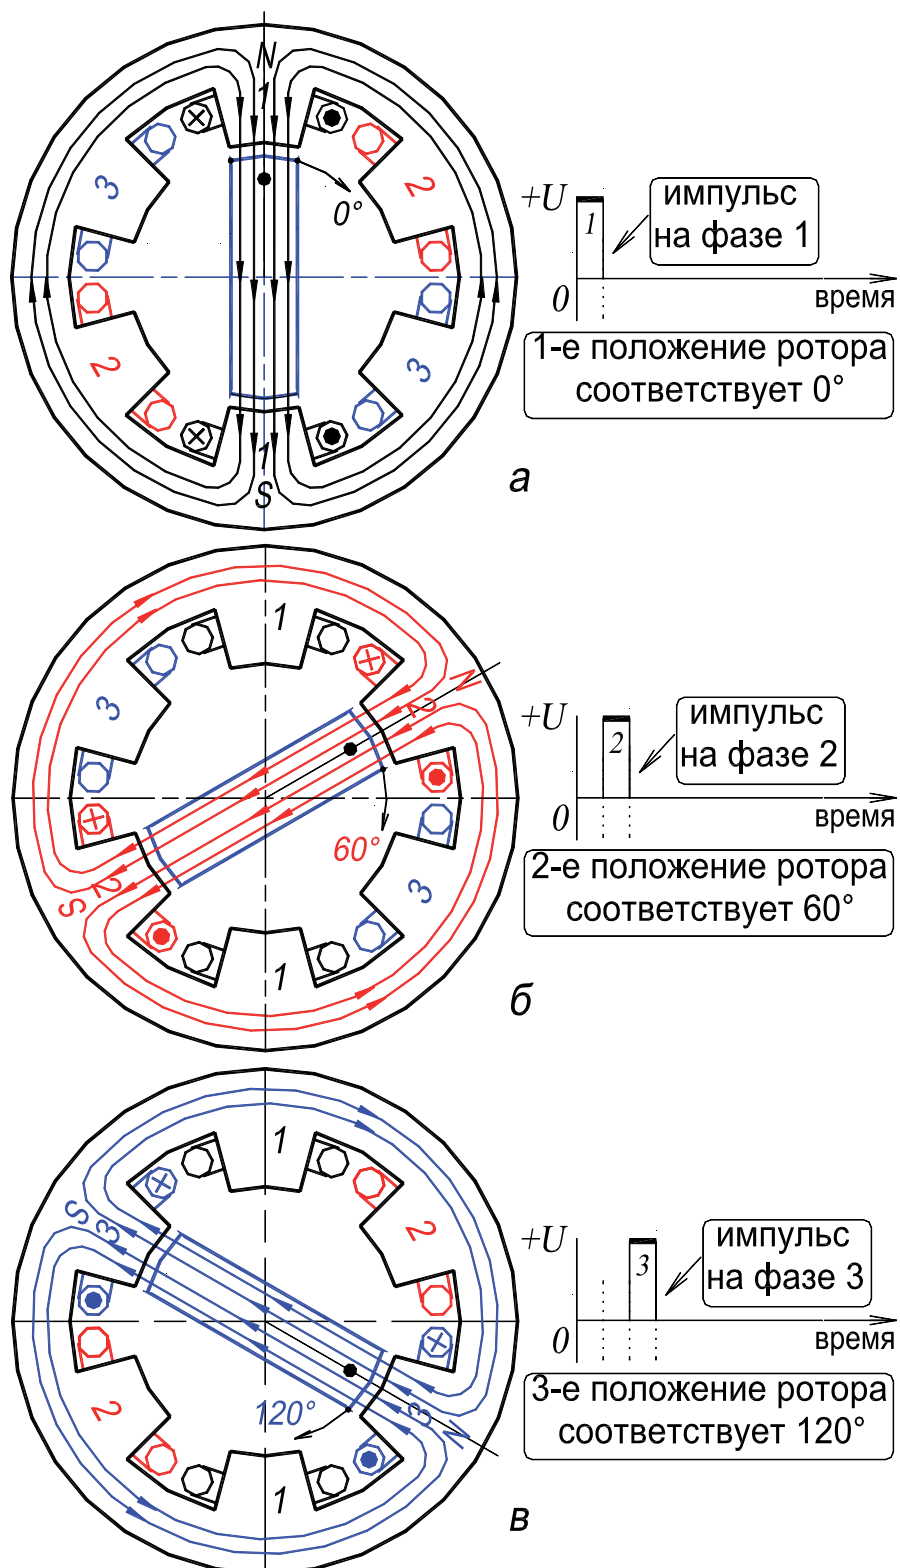 N
1
3
2
0°
2
3
1
S
+U
1
0
время
импульс
на фазе 1
1-е положение ротора
соответствует 0°
а
1
N
2
3
60°
2
S
3
1
+U
2
0
время
импульс
на фазе 2
2-е положение ротора
соответствует 60°
б
1
S
3
2
120°
3
N
2
1
+U
3
0
время
импульс
на фазе 3
3-е положение ротора
соответствует 120°
в